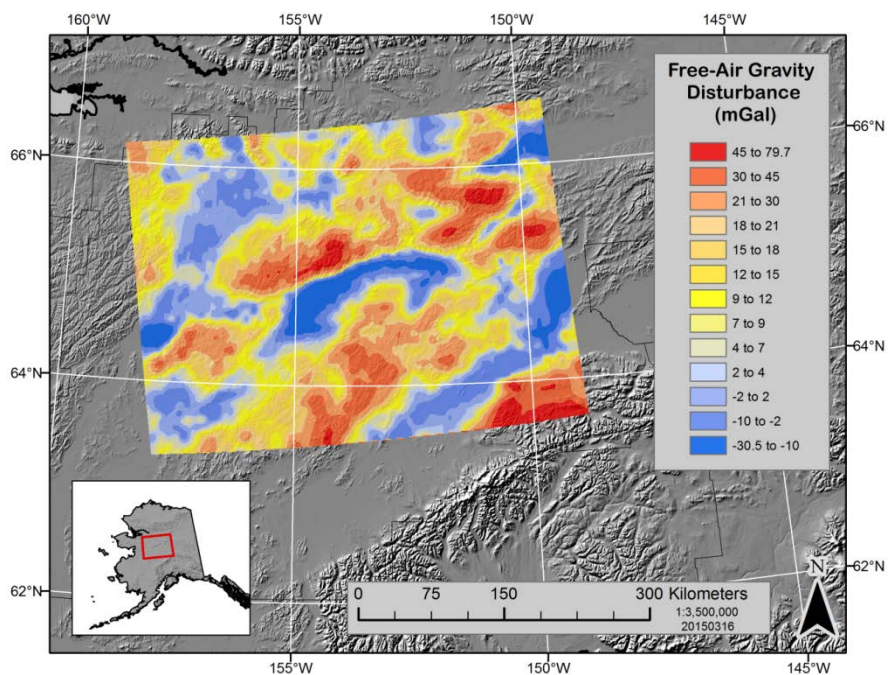 160°W 155°W 150°W 145°W
Free-Air Gravity
Disturbance
(mGal)
45 to 79.7
30 to 45
21 to 30
18 to 21
15 to 18
12 to 15
9 to 12
7 to 9
4 to 7
2 to 4
-2 to 2
-10 to -2
-30.5 to -10
66°N 66°N
64°N 64°N
62°N 62°N
N
0 75 150 300 Kilometers
1:3,500,000
20150316
155°W 150°W 145°W